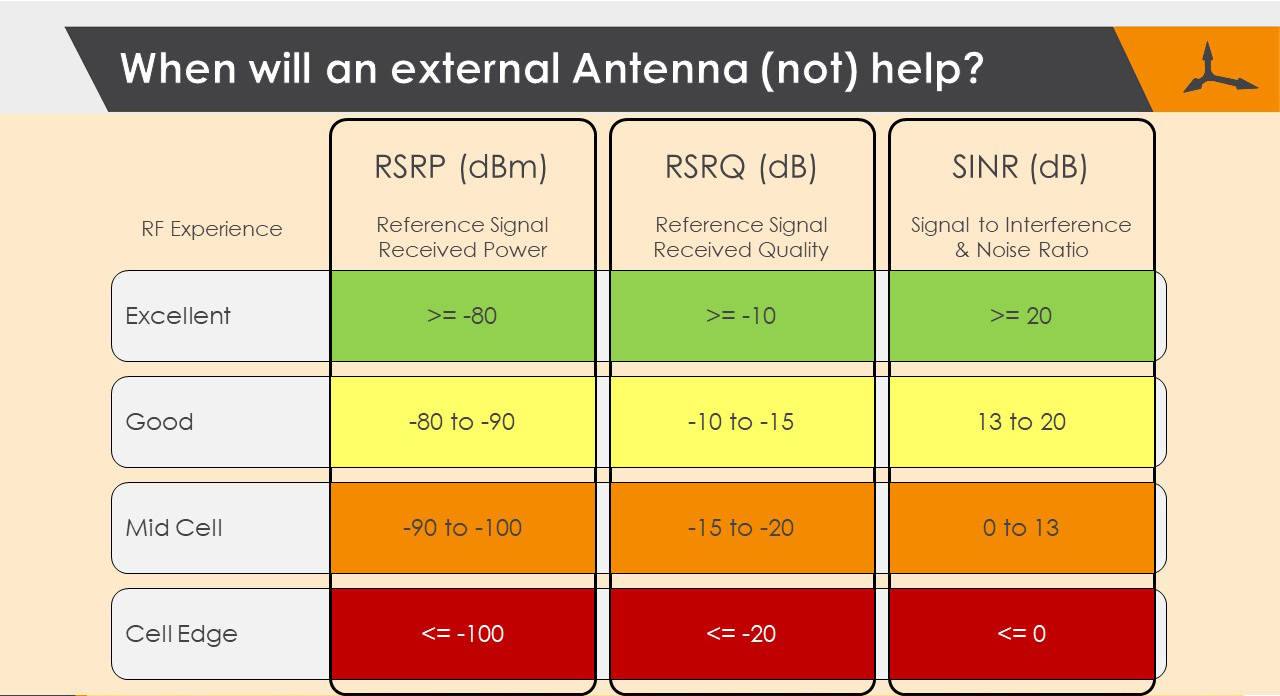 When will an external Antenna (not) help?
RSRP (dBm)
RSRQ (dB)
SINR (dB)
RF Experience
Reference Signal
Received Power
Reference Signal
Received Quality
Signal to Interference
& Noise Ratio
Excellent
>= -80
>= -10
>= 20
Good
-80 to -90
-10 to -15
13 to 20
Mid Cell
-90 to -100
-15 to -20
0 to 13
Cell Edge
<= -100
<= -20
<= 0